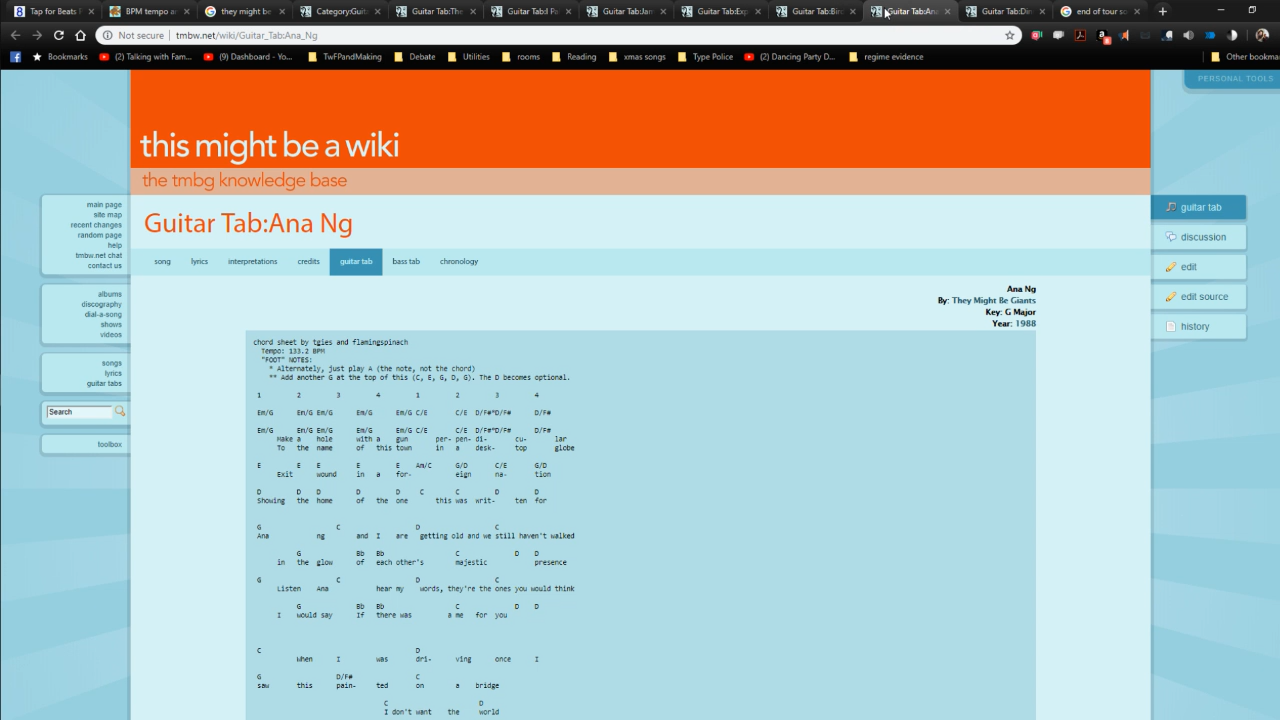 Tap for Beats P
BPM tempo an
they might be
Category:Guita
Guitar Tab:The
Guitar Tab:I Pa
Guitar Tab:Jam
Guitar Tab:Exp
Guitar Tab:Bird
Guitar Tab:Ana
Guitar Tab:Din
end of tour so
Not secure | tmbw.net/wiki/Guitar_Tab:Ana_Ng
Bookmarks (2) Talking with Fam... (9) Dashboard - Yo... TwFPandMaking Debate Utilities rooms Reading xmas songs Type Police (2) Dancing Party D... regime evidence Other bookma
PERSONAL TOOLS
this might be a wiki
the tmbg knowledge base
Guitar Tab:Ana Ng
song lyrics interpretations credits guitar tab bass tab chronology
main page
site map
recent changes
random page
help
tmbw.net chat
contact us
albums
discography
dial-a-song
shows
videos
songs
lyrics
guitar tabs
Search
toolbox
guitar tab
discussion
edit
edit source
history
Ana Ng
By: They Might Be Giants
Key: G Major
Year: 1988
chord sheet by tgies and flamingspinach
Tempo: 133.2 BPM
"FOOT" NOTES:
* Alternately, just play A (the note, not the chord)
** Add another G at the top of this (C, E, G, D, G). The D becomes optional.
1 2 3 4 1 2 3 4
Em/G Em/G Em/G Em/G Em/G C/E C/E D/F#*D/F# D/F#
Em/G Em/G Em/G Em/G Em/G C/E C/E D/F#*D/F# D/F#
Make a hole with a gun per- pen- di- cu- lar
To the name of this town in a desk- top globe
E E E E E Am/C G/D C/E G/D
Exit wound in a for- eign na- tion
D D D D D C C D D
Showing the home of the one this was writ- ten for
G C D C
Ana ng and I are getting old and we still haven't walked
G Bb Bb C D D
in the glow of each other's majestic presence
G C D C
Listen Ana hear my words, they're the ones you would think
G Bb Bb C D D
I would say If there was a me for you
C D
When I was dri- ving once I
G D/F# C
saw this pain- ted on a bridge
C D
I don't want the world